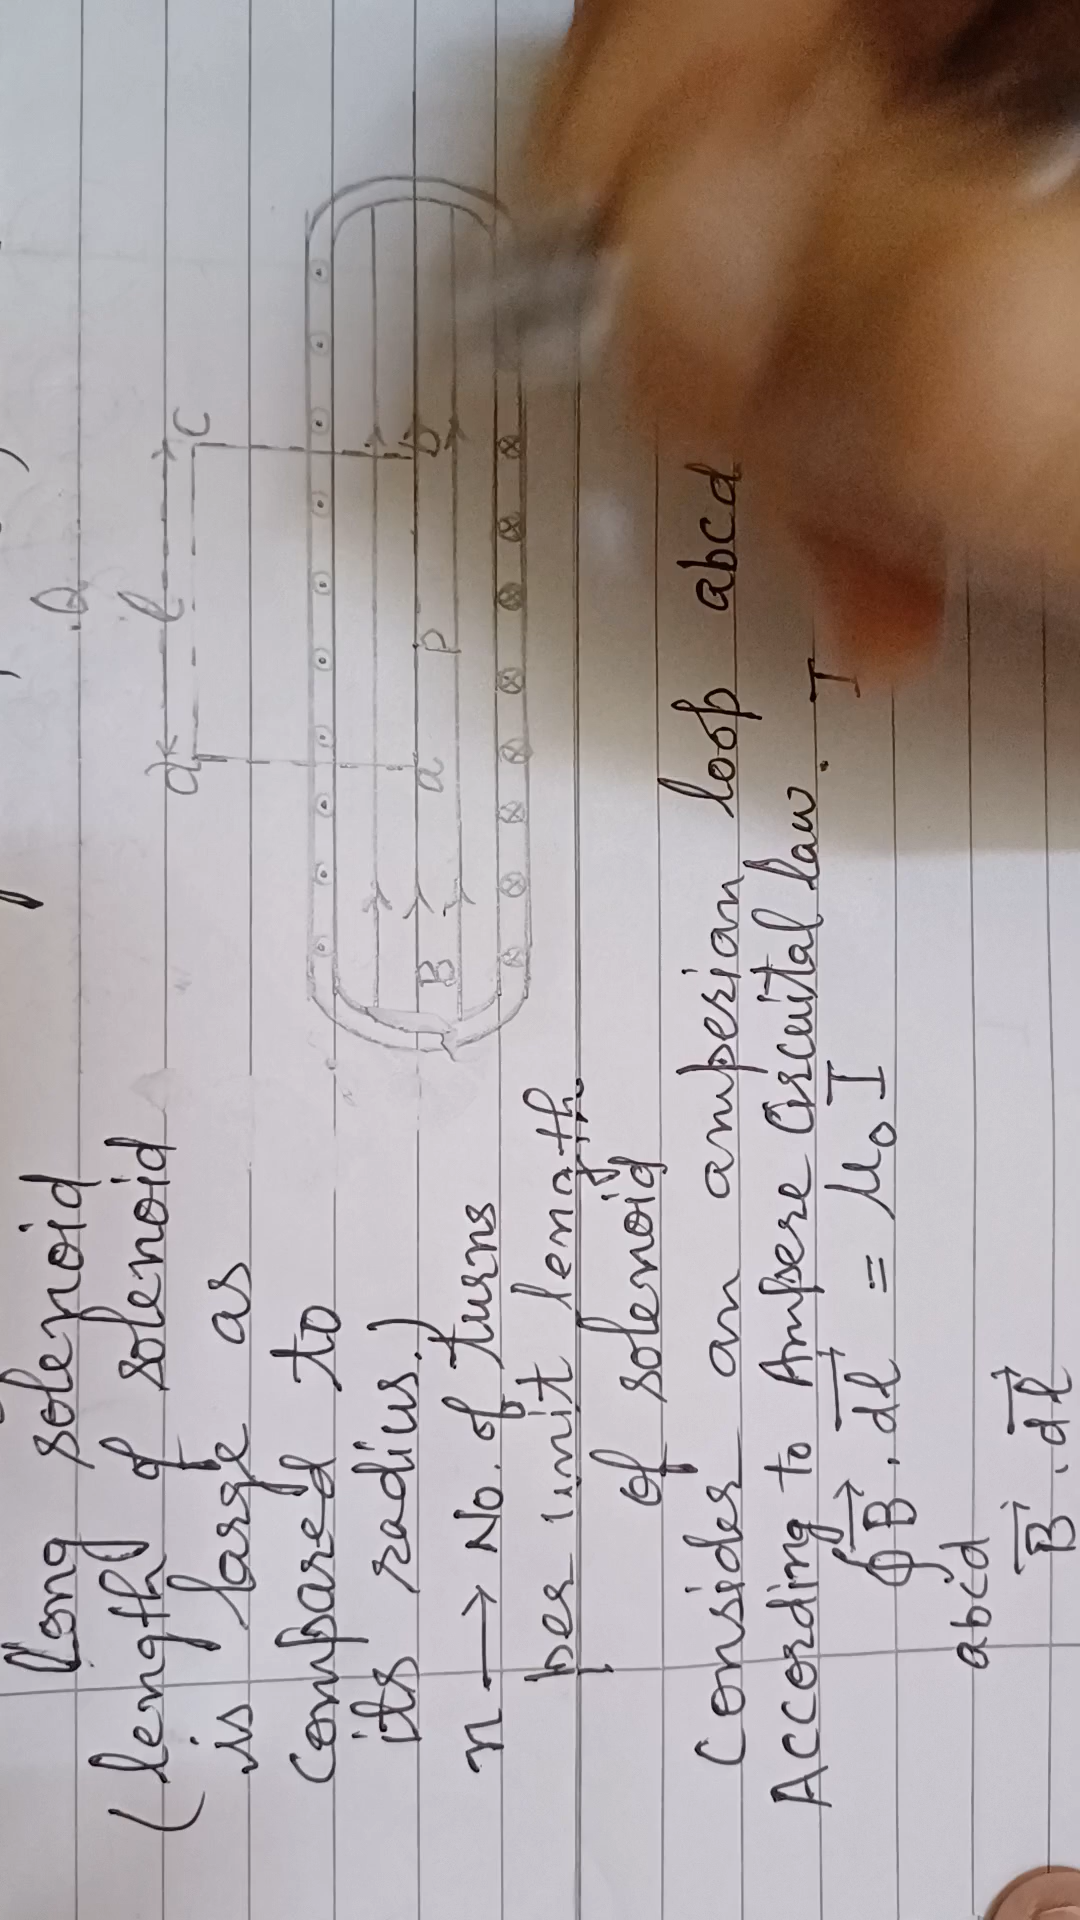 Long solenoid
(length of solenoid
is large as
compared to
its radius.)
n → No. of turns
per unit length
of solenoid
.Q
d l c
B a P b
Consider an amperian loop abcd
According to Ampere Circuital law.
∮B⃗.dl⃗ = μ₀I
abcd
B⃗.dl⃗